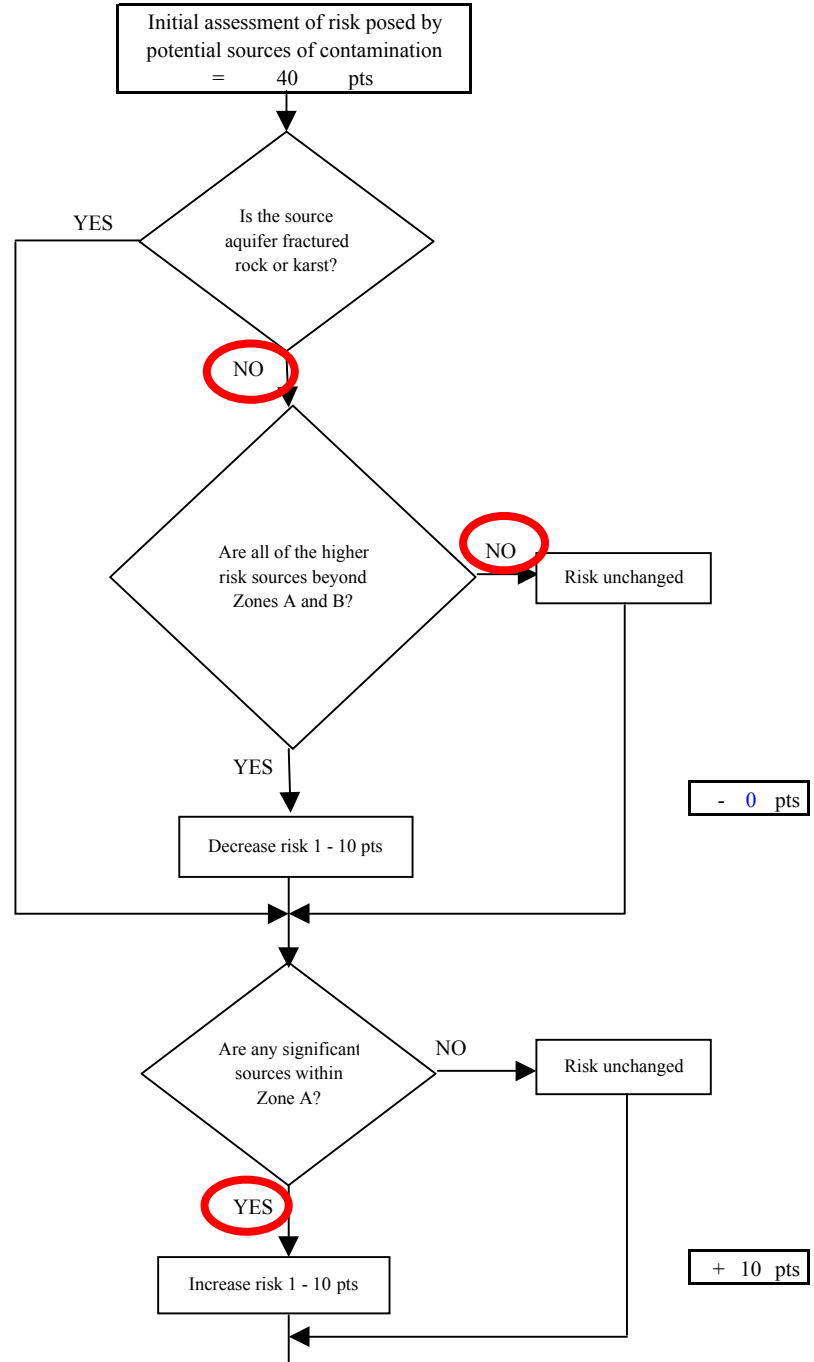 Initial assessment of risk posed by
potential sources of contamination
= 40 pts
Is the source
aquifer fractured
rock or karst?
YES
NO
Are all of the higher
risk sources beyond
Zones A and B?
NO
Risk unchanged
YES
- 0 pts
Decrease risk 1 - 10 pts
Are any significant
sources within
Zone A?
NO
Risk unchanged
YES
+ 10 pts
Increase risk 1 - 10 pts